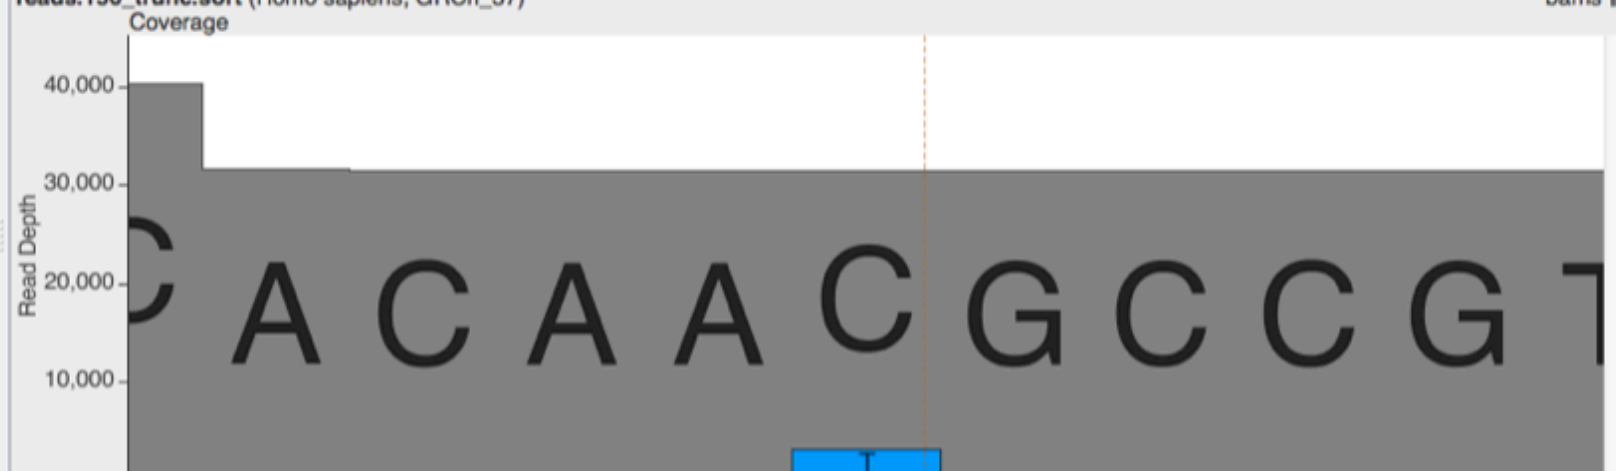 Coverage
40,000
30,000
20,000
10,000
Read Depth
C A C A A C G C C G T
T